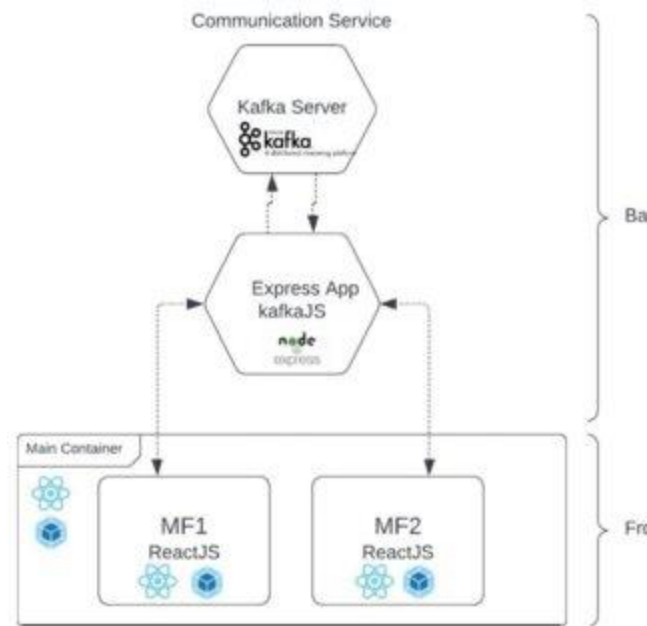 Communication Service
Kafka Server
kafka
Express App
kafkaJS
node
express
Ba
Main Container
MF1
ReactJS
MF2
ReactJS
Fro